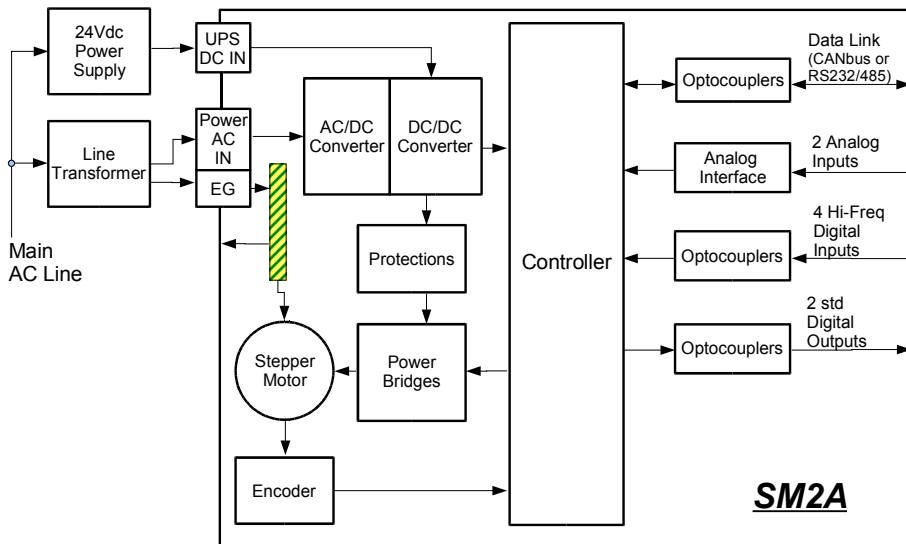 24Vdc
Power
Supply
UPS
DC IN
Line
Transformer
Power
AC
IN
EG
Main
AC Line
AC/DC
Converter
DC/DC
Converter
Protections
Stepper
Motor
Power
Bridges
Encoder
Controller
Optocouplers
Data Link
(CANbus or
RS232/485)
Analog
Interface
2 Analog
Inputs
Optocouplers
4 Hi-Freq
Digital
Inputs
Optocouplers
2 std
Digital
Outputs
SM2A